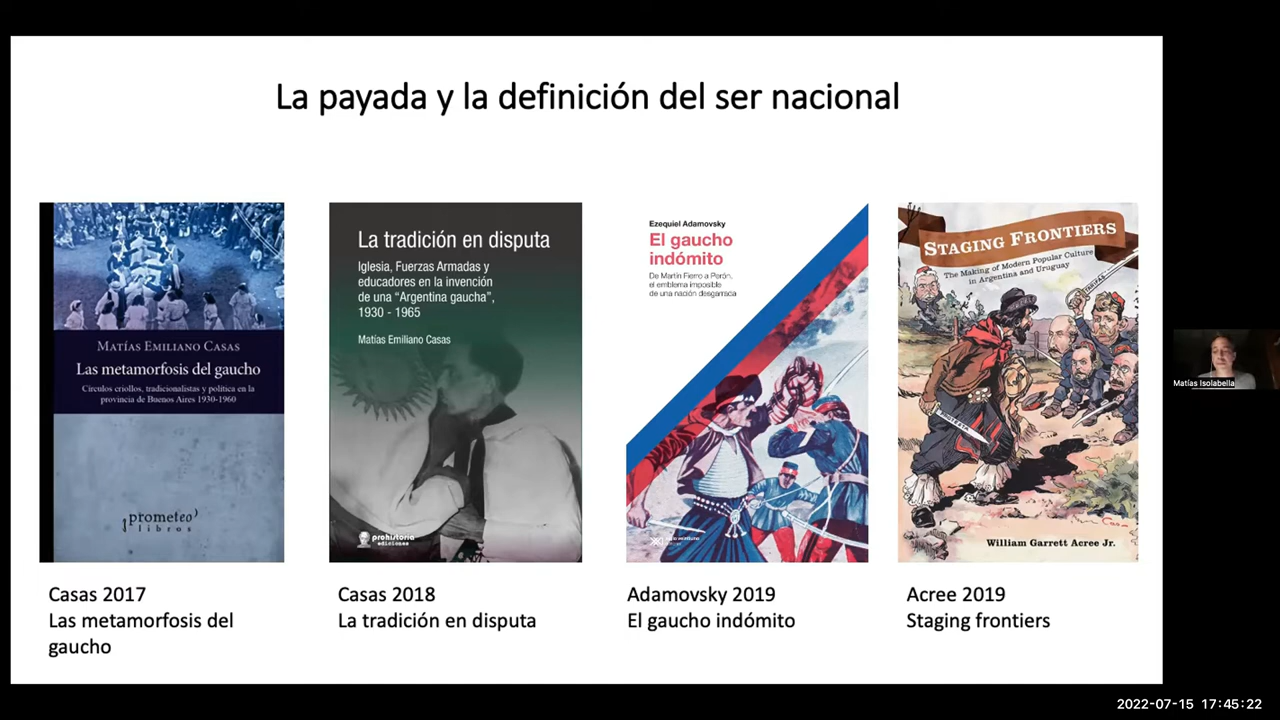 La payada y la definición del ser nacional
MATÍAS EMILIANO CASAS
Las metamorfosis del gaucho
Círculos criollos, tradicionalistas y política en la
provincia de Buenos Aires 1930-1960
prometeo
libros
La tradición en disputa
Iglesia, Fuerzas Armadas y
educadores en la invención
de una “Argentina gaucha”,
1930 - 1965
Matías Emiliano Casas
prohistoria
ediciones
Ezequiel Adamovsky
El gaucho
indómito
De Martín Fierro a Perón,
el emblema imposible
de una nación desgarrada
STAGING FRONTIERS
The Making of Modern Popular Culture
in Argentina and Uruguay
William Garrett Acree Jr.
Casas 2017
Las metamorfosis del
gaucho
Casas 2018
La tradición en disputa
Adamovsky 2019
El gaucho indómito
Acree 2019
Staging frontiers
Matías Isolabella
2022-07-15 17:45:22